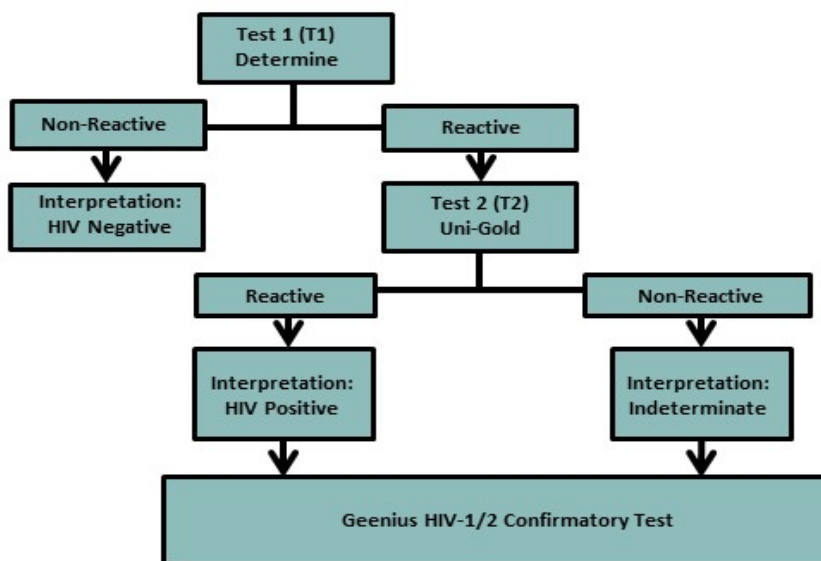 Test 1 (T1)
Determine
Non-Reactive
Reactive
Interpretation:
HIV Negative
Test 2 (T2)
Uni-Gold
Reactive
Non-Reactive
Interpretation:
HIV Positive
Interpretation:
Indeterminate
Geenius HIV-1/2 Confirmatory Test